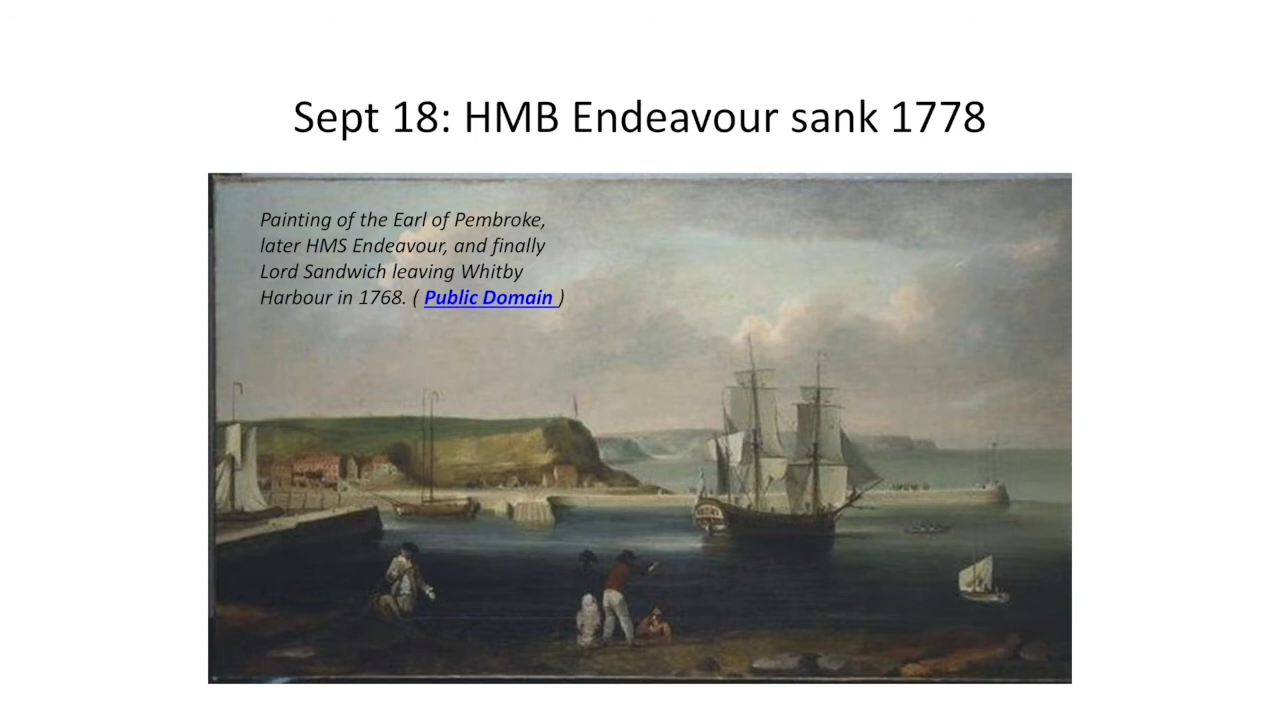 Sept 18: HMB Endeavour sank 1778
Painting of the Earl of Pembroke,
later HMS Endeavour, and finally
Lord Sandwich leaving Whitby
Harbour in 1768. ( Public Domain )